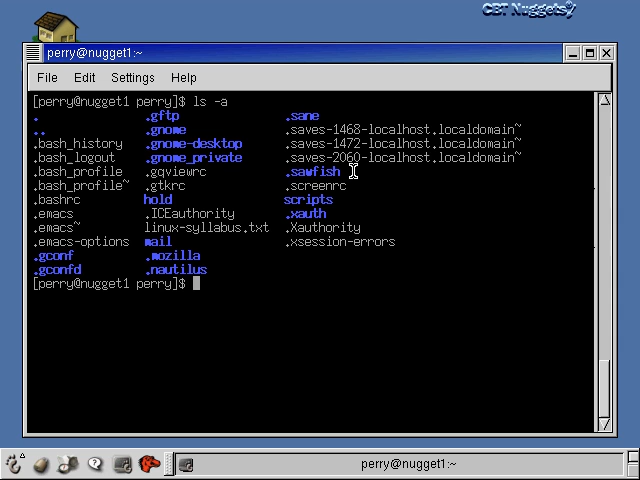 CBT Nuggets
perry@nugget1:~
File Edit Settings Help
[perry@nugget1 perry]$ ls -a
. .gftp .sane
.. .gnome .saves-1468-localhost.localdomain~
.bash_history .gnome-desktop .saves-1472-localhost.localdomain~
.bash_logout .gnome_private .saves-2060-localhost.localdomain~
.bash_profile .gqviewrc .sawfish
.bash_profile~ .gtkrc .screenrc
.bashrc hold scripts
.emacs .ICEauthority .xauth
.emacs~ linux-syllabus.txt .Xauthority
.emacs-options mail .xsession-errors
.gconf .mozilla
.gconfd .nautilus
[perry@nugget1 perry]$
perry@nugget1:~